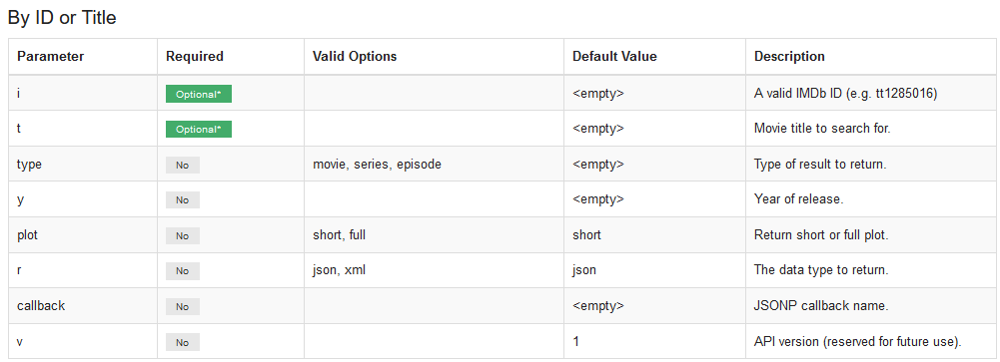 By ID or Title
Parameter Required Valid Options Default Value Description
i Optional* <empty> A valid IMDb ID (e.g. tt1285016)
t Optional* <empty> Movie title to search for.
type No movie, series, episode <empty> Type of result to return.
y No <empty> Year of release.
plot No short, full short Return short or full plot.
r No json, xml json The data type to return.
callback No <empty> JSONP callback name.
v No 1 API version (reserved for future use).